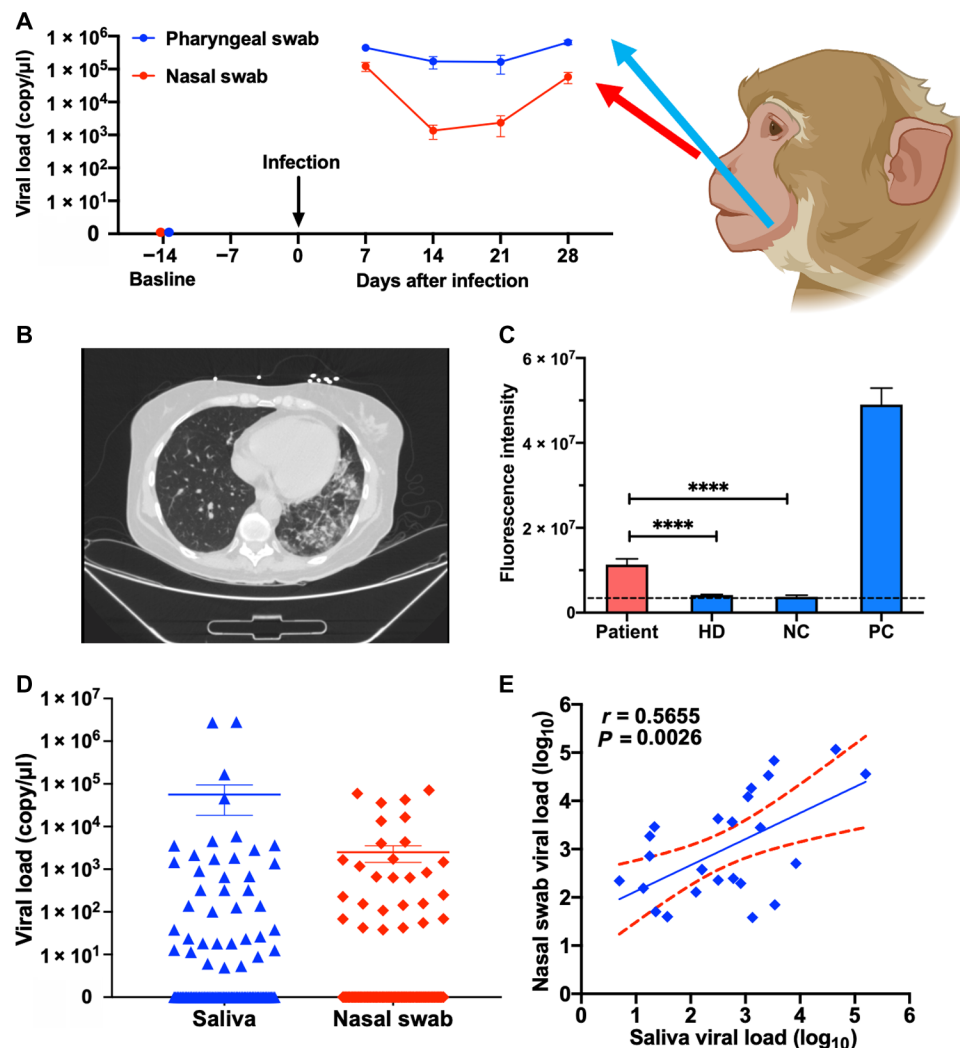 A
Pharyngeal swab
Nasal swab
Viral load (copy/µl)
1 × 10⁶
1 × 10⁵
1 × 10⁴
1 × 10³
1 × 10²
1 × 10¹
0
Infection
−14
−7
0
7
14
21
28
Basline
Days after infection
B
C
Fluorescence intensity
6 × 10⁷
4 × 10⁷
2 × 10⁷
0
****
****
Patient
HD
NC
PC
D
Viral load (copy/µl)
1 × 10⁷
1 × 10⁶
1 × 10⁵
1 × 10⁴
1 × 10³
1 × 10²
1 × 10¹
0
Saliva
Nasal swab
E
Nasal swab viral load (log₁₀)
6
5
4
3
2
1
0
r = 0.5655
P = 0.0026
0
1
2
3
4
5
6
Saliva viral load (log₁₀)